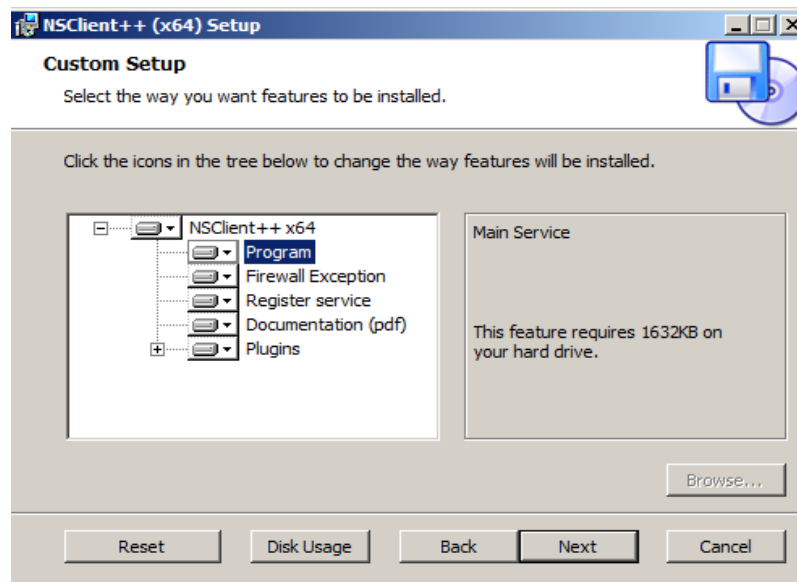 NSClient++ (x64) Setup
Custom Setup
Select the way you want features to be installed.
Click the icons in the tree below to change the way features will be installed.
NSClient++ x64
Program
Firewall Exception
Register service
Documentation (pdf)
Plugins
Main Service
This feature requires 1632KB on
your hard drive.
Browse...
Reset
Disk Usage
Back
Next
Cancel